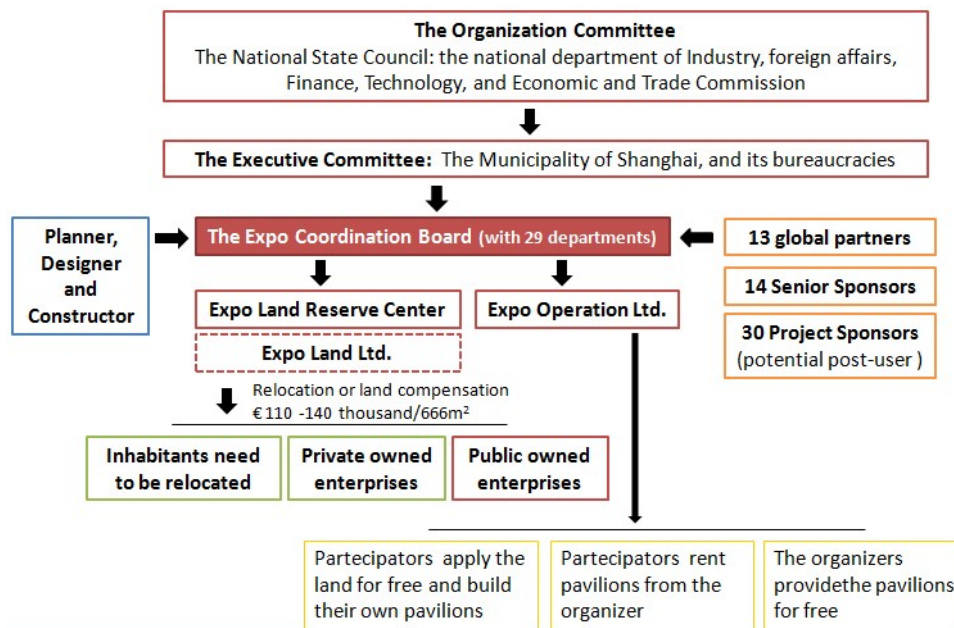 The Organization Committee
The National State Council: the national department of Industry, foreign affairs,
Finance, Technology, and Economic and Trade Commission
The Executive Committee: The Municipality of Shanghai, and its bureaucracies
Planner,
Designer
and
Constructor
The Expo Coordination Board (with 29 departments)
13 global partners
14 Senior Sponsors
30 Project Sponsors
(potential post-user )
Expo Land Reserve Center
Expo Operation Ltd.
Expo Land Ltd.
Relocation or land compensation
€110 -140 thousand/666m²
Inhabitants need
to be relocated
Private owned
enterprises
Public owned
enterprises
Partecipators apply the
land for free and build
their own pavilions
Partecipators rent
pavilions from the
organizer
The organizers
providethe pavilions
for free